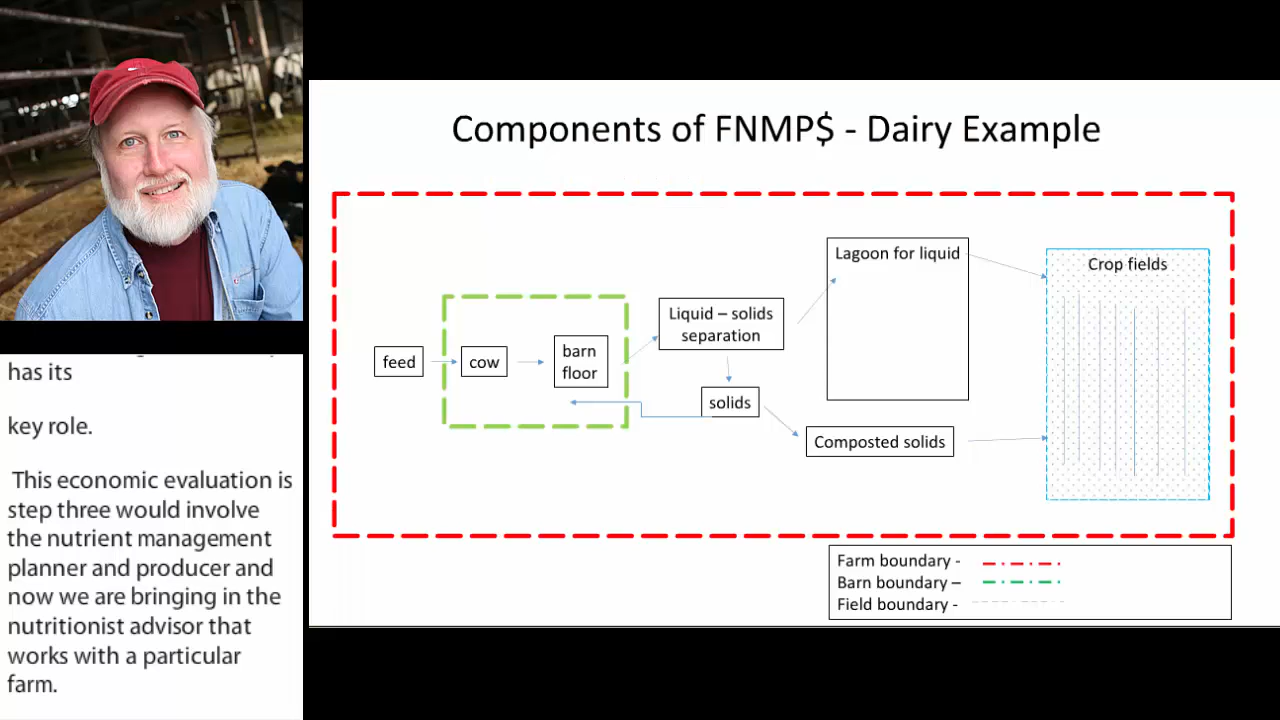 has its
key role.
This economic evaluation is
step three would involve
the nutrient management
planner and producer and
now we are bringing in the
nutritionist advisor that
works with a particular
farm.
Components of FNMP$ - Dairy Example
feed
cow
barn
floor
Liquid – solids
separation
solids
Lagoon for liquid
Composted solids
Crop fields
Farm boundary -
Barn boundary –
Field boundary -